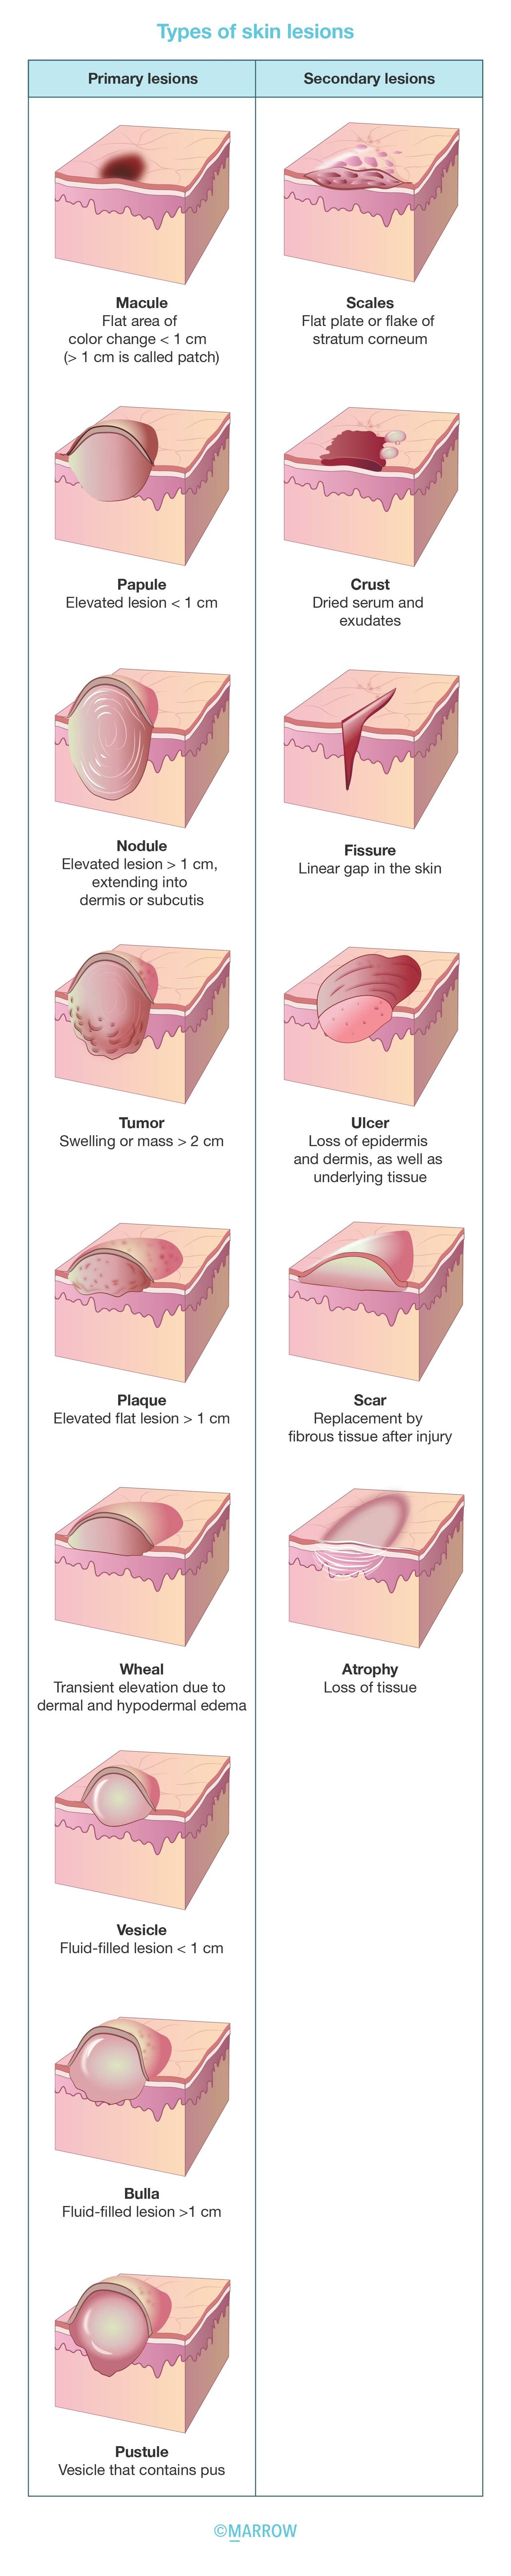 Types of skin lesions
Primary lesions
Secondary lesions
Macule
Flat area of
color change < 1 cm
(> 1 cm is called patch)
Scales
Flat plate or flake of
stratum corneum
Papule
Elevated lesion < 1 cm
Crust
Dried serum and
exudates
Nodule
Elevated lesion > 1 cm,
extending into
dermis or subcutis
Fissure
Linear gap in the skin
Tumor
Swelling or mass > 2 cm
Ulcer
Loss of epidermis
and dermis, as well as
underlying tissue
Plaque
Elevated flat lesion > 1 cm
Scar
Replacement by
fibrous tissue after injury
Wheal
Transient elevation due to
dermal and hypodermal edema
Atrophy
Loss of tissue
Vesicle
Fluid-filled lesion < 1 cm
Bulla
Fluid-filled lesion >1 cm
Pustule
Vesicle that contains pus
©MARROW